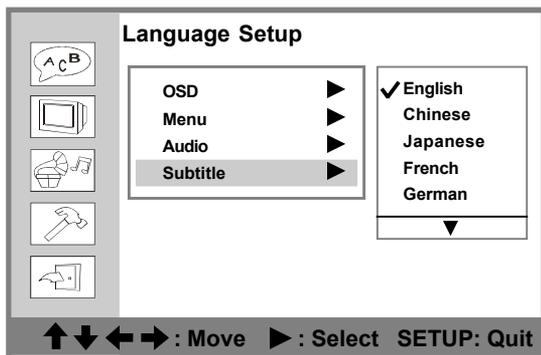 Language Setup
A C B
OSD
Menu
Audio
Subtitle
English
Chinese
Japanese
French
German
: Move : Select SETUP: Quit